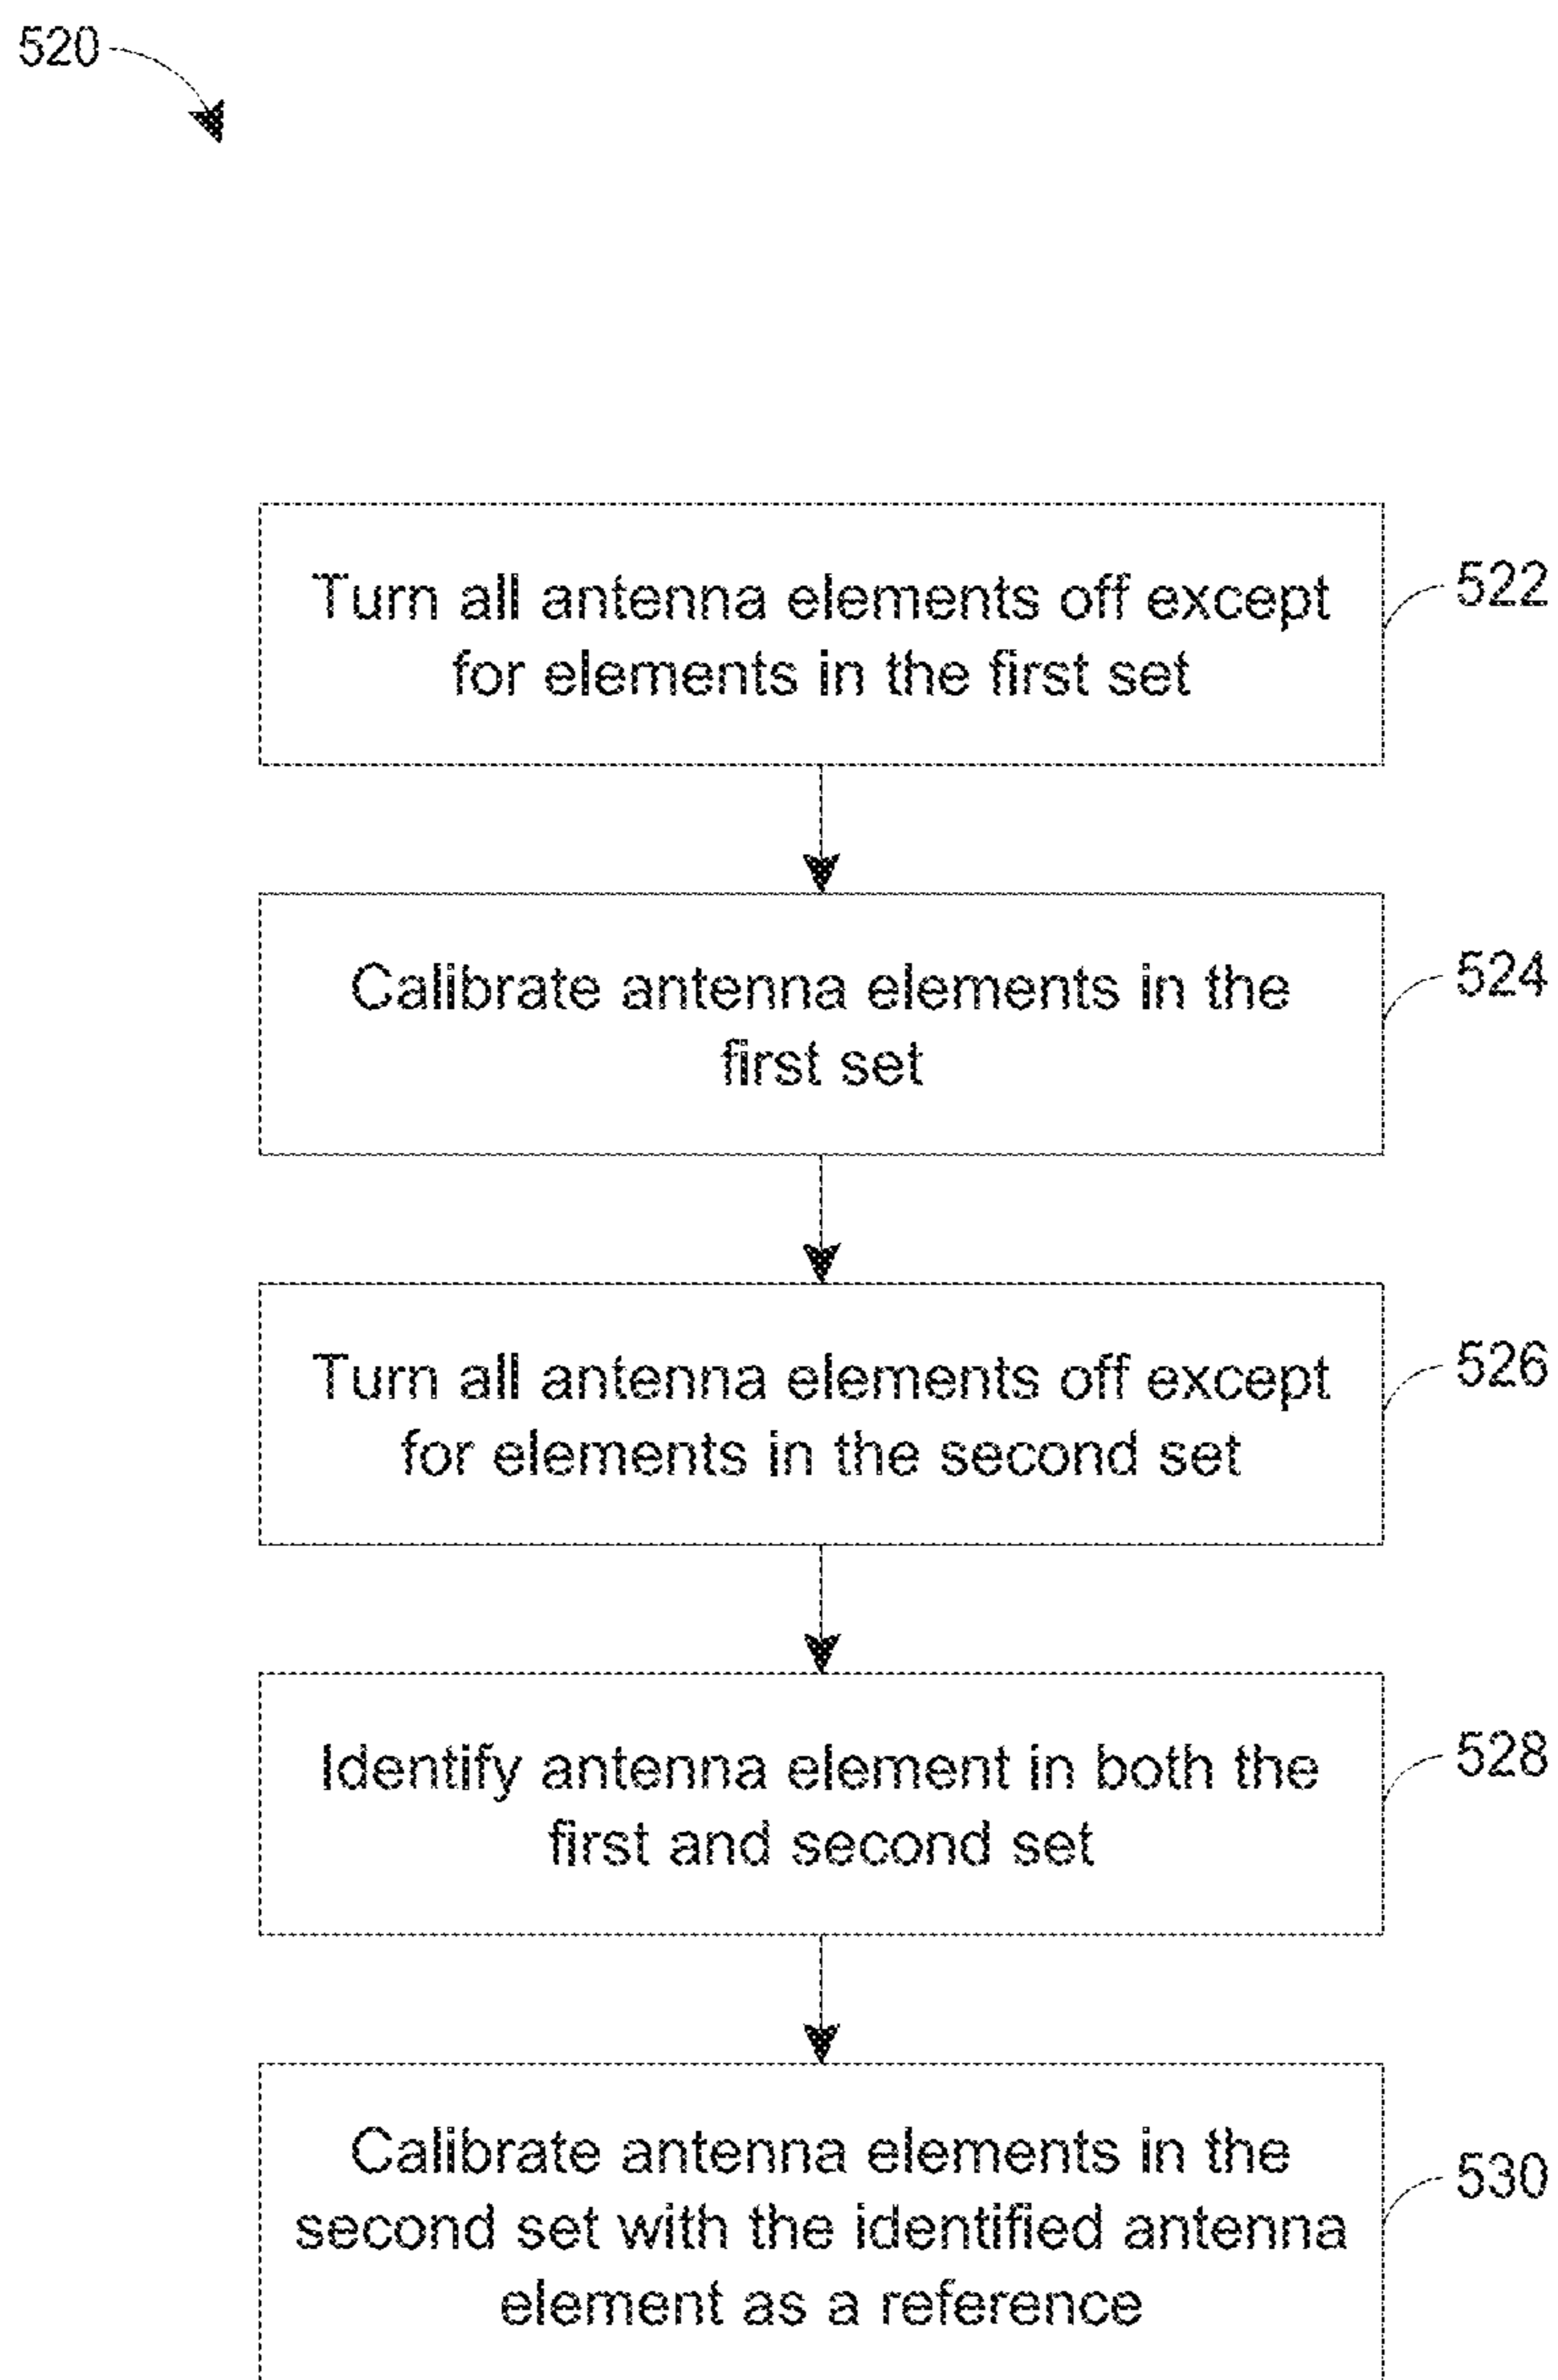 520
Turn all antenna elements off except
for elements in the first set
522
Calibrate antenna elements in the
first set
524
Turn all antenna elements off except
for elements in the second set
526
Identify antenna element in both the
first and second set
528
Calibrate antenna elements in the
second set with the identified antenna
element as a reference
530